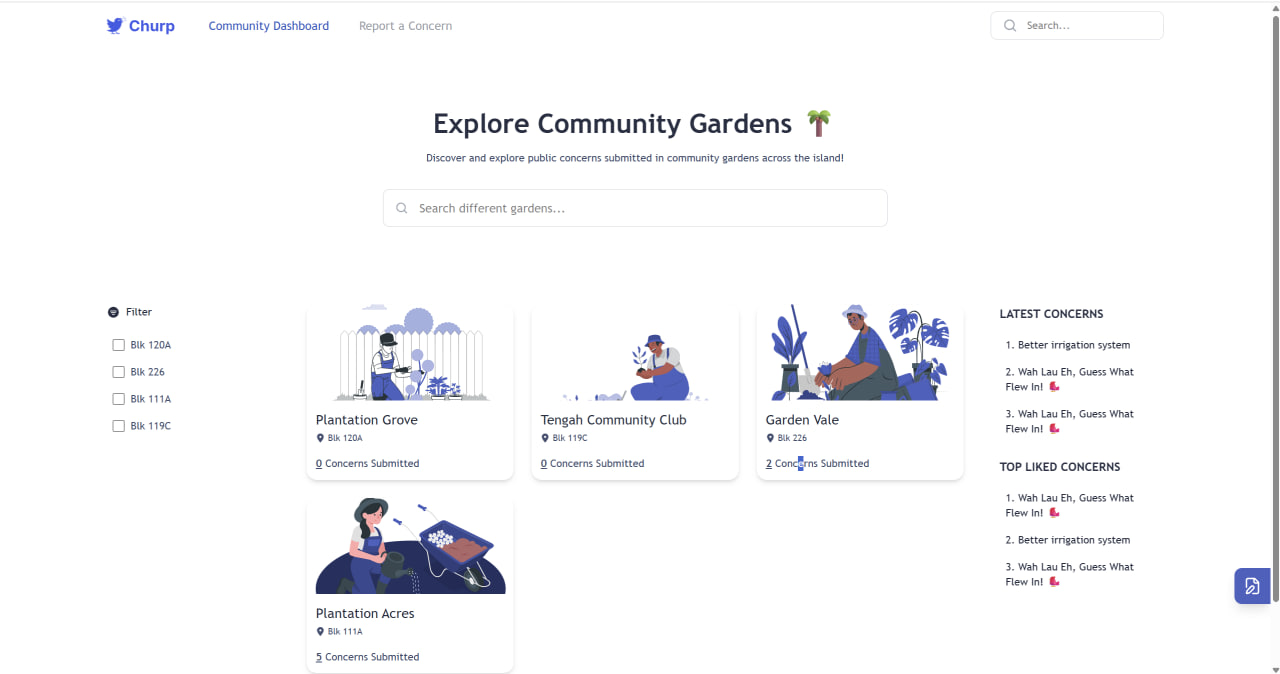 Churp
Community Dashboard
Report a Concern
Search...
Explore Community Gardens 🌴
Discover and explore public concerns submitted in community gardens across the island!
Search different gardens...
Filter
Blk 120A
Blk 226
Blk 111A
Blk 119C
Plantation Grove
Blk 120A
0 Concerns Submitted
Tengah Community Club
Blk 119C
0 Concerns Submitted
Garden Vale
Blk 226
2 Concerns Submitted
Plantation Acres
Blk 111A
5 Concerns Submitted
LATEST CONCERNS
1. Better irrigation system
2. Wah Lau Eh, Guess What
Flew In!
3. Wah Lau Eh, Guess What
Flew In!
TOP LIKED CONCERNS
1. Wah Lau Eh, Guess What
Flew In!
2. Better irrigation system
3. Wah Lau Eh, Guess What
Flew In!